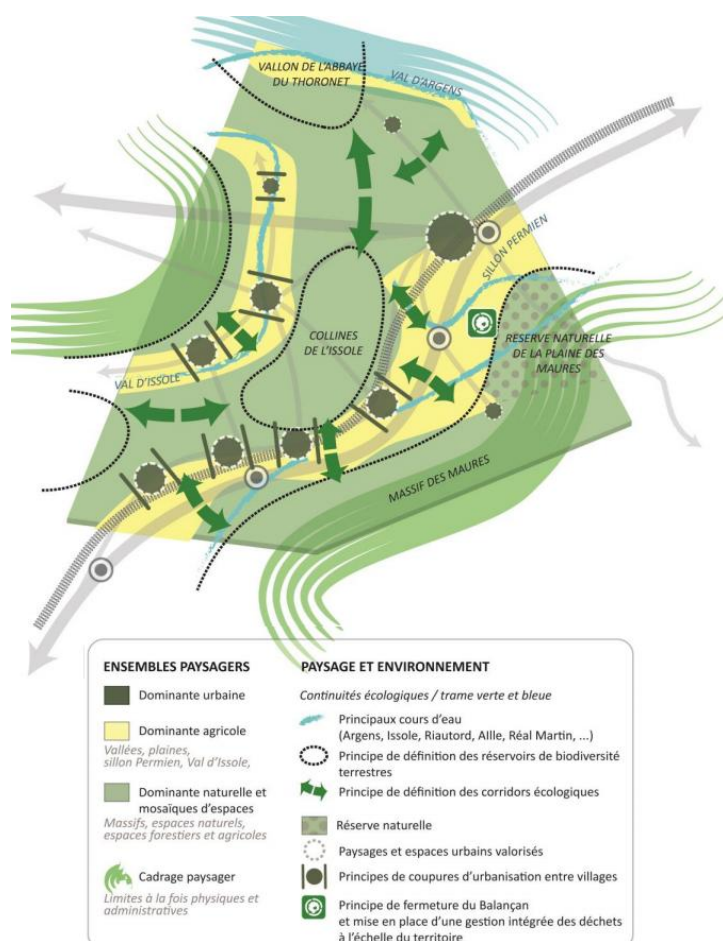 VALLON DE L'ABBAYE
DU THORONET
VAL D'ARGENS
SILLON PERMIEN
COLLINES
DE L'ISSOLE
RESERVE NATURELLE
DE LA PLAINE DES
MAURES
VAL D'ISSOLE
MASSIF DES MAURES
ENSEMBLES PAYSAGERS
Dominante urbaine
Dominante agricole
Vallées, plaines,
sillon Permien, Val d'Issole,
Dominante naturelle et
mosaïques d'espaces
Massifs, espaces naturels,
espaces forestiers et agricoles
Cadrage paysager
Limites à la fois physiques et
administratives
PAYSAGE ET ENVIRONNEMENT
Continuités écologiques / trame verte et bleue
Principaux cours d'eau
(Argens, Issole, Riautord, AIlle, Réal Martin, ...)
Principe de définition des réservoirs de biodiversité
terrestres
Principe de définition des corridors écologiques
Réserve naturelle
Paysages et espaces urbains valorisés
Principes de coupures d'urbanisation entre villages
Principe de fermeture du Balançan
et mise en place d'une gestion intégrée des déchets
à l'échelle du territoire